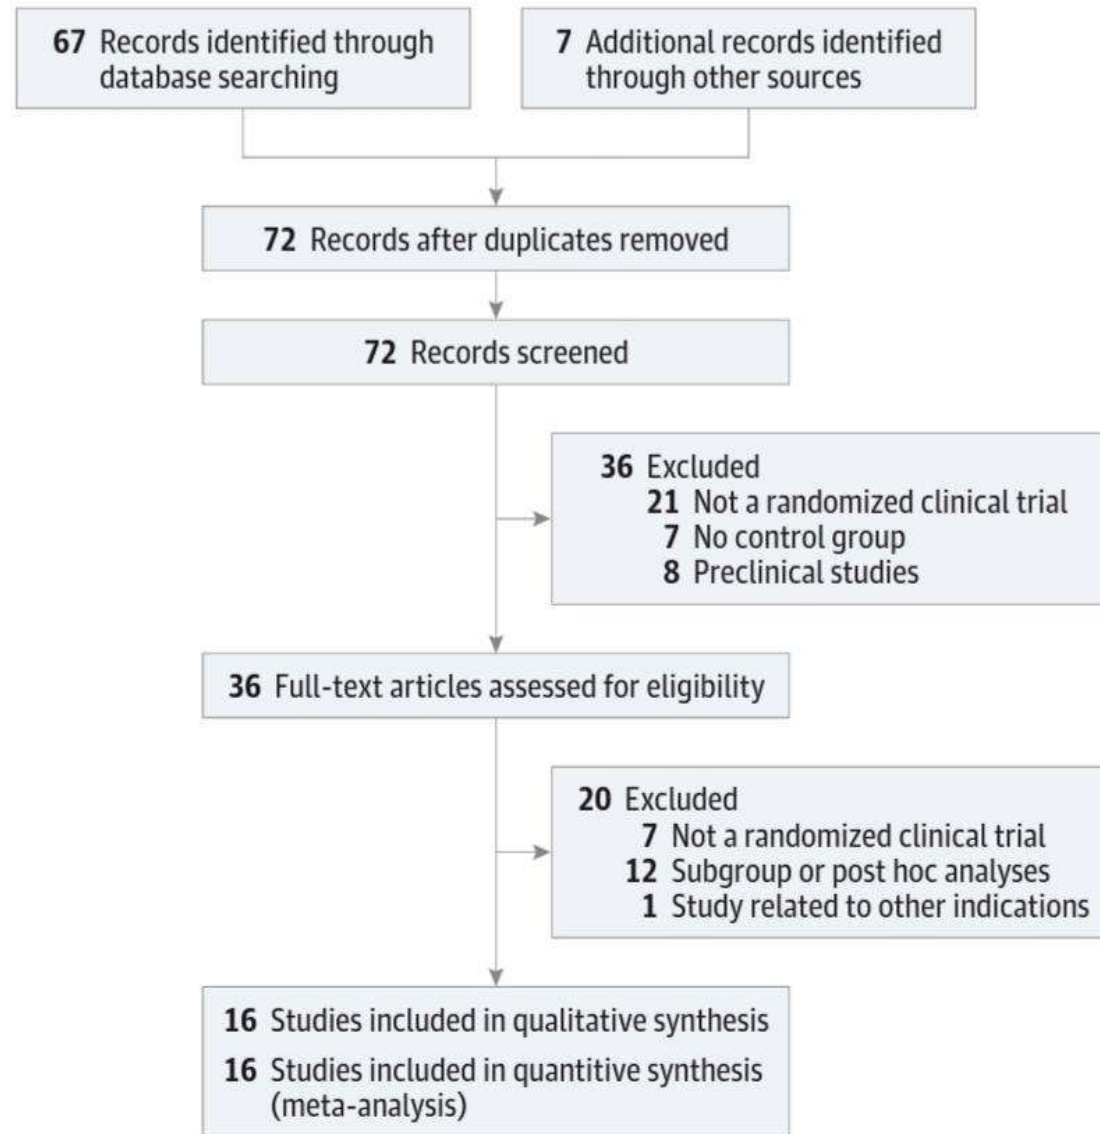 67 Records identified through
database searching
7 Additional records identified
through other sources
72 Records after duplicates removed
72 Records screened
36 Excluded
21 Not a randomized clinical trial
7 No control group
8 Preclinical studies
36 Full-text articles assessed for eligibility
20 Excluded
7 Not a randomized clinical trial
12 Subgroup or post hoc analyses
1 Study related to other indications
16 Studies included in qualitative synthesis
16 Studies included in quantitive synthesis
(meta-analysis)